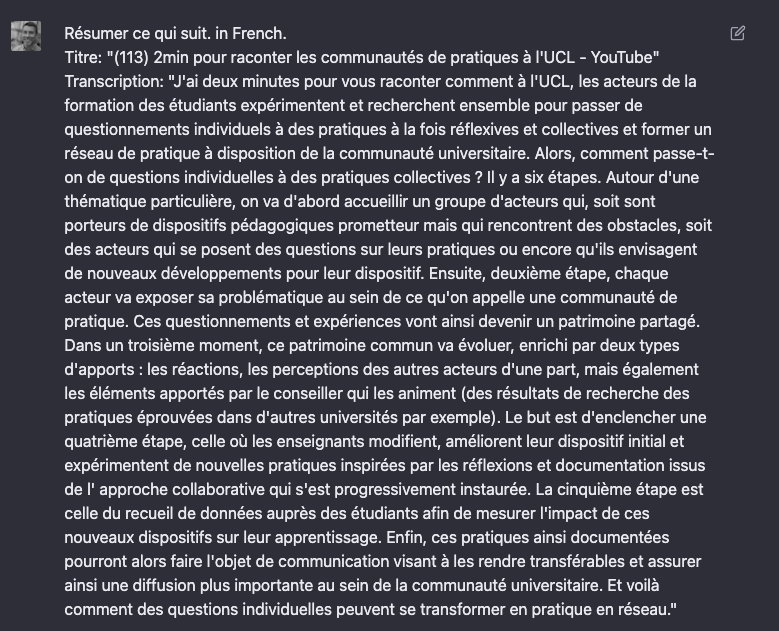 Résumer ce qui suit. in French.
Titre: "(113) 2min pour raconter les communautés de pratiques à l'UCL - YouTube"
Transcription: "J'ai deux minutes pour vous raconter comment à l'UCL, les acteurs de la
formation des étudiants expérimentent et recherchent ensemble pour passer de
questionnements individuels à des pratiques à la fois réflexives et collectives et former un
réseau de pratique à disposition de la communauté universitaire. Alors, comment passe-t-
on de questions individuelles à des pratiques collectives ? Il y a six étapes. Autour d'une
thématique particulière, on va d'abord accueillir un groupe d'acteurs qui, soit sont
porteurs de dispositifs pédagogiques prometteur mais qui rencontrent des obstacles, soit
des acteurs qui se posent des questions sur leurs pratiques ou encore qu'ils envisagent
de nouveaux développements pour leur dispositif. Ensuite, deuxième étape, chaque
acteur va exposer sa problématique au sein de ce qu'on appelle une communauté de
pratique. Ces questionnements et expériences vont ainsi devenir un patrimoine partagé.
Dans un troisième moment, ce patrimoine commun va évoluer, enrichi par deux types
d'apports : les réactions, les perceptions des autres acteurs d'une part, mais également
les éléments apportés par le conseiller qui les animent (des résultats de recherche des
pratiques éprouvées dans d'autres universités par exemple). Le but est d'enclencher une
quatrième étape, celle où les enseignants modifient, améliorent leur dispositif initial et
expérimentent de nouvelles pratiques inspirées par les réflexions et documentation issus
de l' approche collaborative qui s'est progressivement instaurée. La cinquième étape est
celle du recueil de données auprès des étudiants afin de mesurer l'impact de ces
nouveaux dispositifs sur leur apprentissage. Enfin, ces pratiques ainsi documentées
pourront alors faire l'objet de communication visant à les rendre transférables et assurer
ainsi une diffusion plus importante au sein de la communauté universitaire. Et voilà
comment des questions individuelles peuvent se transformer en pratique en réseau."